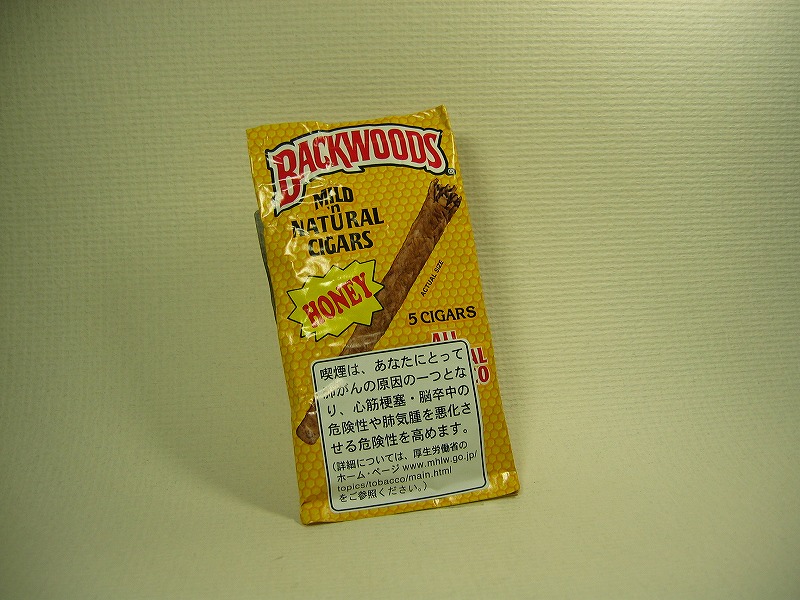 BACKWOODS®
MILD
'n
NATURAL
CIGARS
HONEY
ACTUAL SIZE
5 CIGARS
ALL
喫煙は、あなたにとって
肺がんの原因の一つとな
り、心筋梗塞・脳卒中の
危険性や肺気腫を悪化さ
せる危険性を高めます。
(詳細については、厚生労働省の
ホーム・ページ www.mhlw.go.jp/
topics/tobacco/main.html
をご参照ください。)